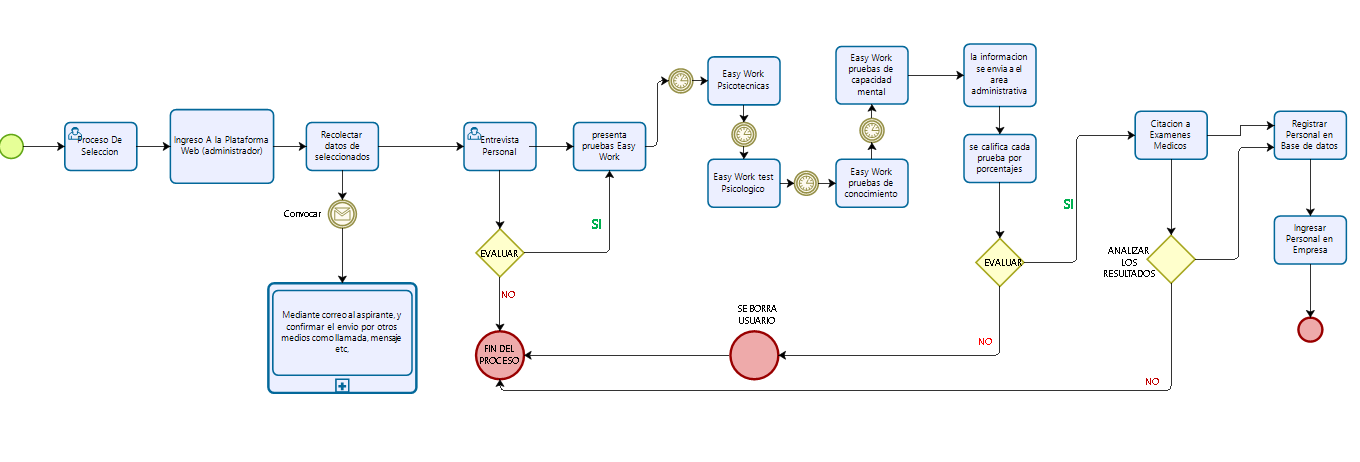 Proceso De
Seleccion
Ingreso A la Plataforma
Web (administrador)
Recolectar
datos de
seleccionados
Convocar
Mediante correo al aspirante, y
confirmar el envio por otros
medios como llamada, mensaje
etc,
Entrevista
Personal
presenta
pruebas Easy
Work
EVALUAR
SI
NO
FIN DEL
PROCESO
Easy Work
Psicotecnicas
Easy Work test
Psicologico
Easy Work
pruebas de
conocimiento
Easy Work
pruebas de
capacidad
mental
la informacion
se envia a el
area
administrativa
se califica cada
prueba por
porcentajes
EVALUAR
SI
NO
SE BORRA
USUARIO
Citacion a
Examenes
Medicos
ANALIZAR
LOS
RESULTADOS
NO
Registrar
Personal en
Base de datos
Ingresar
Personal en
Empresa